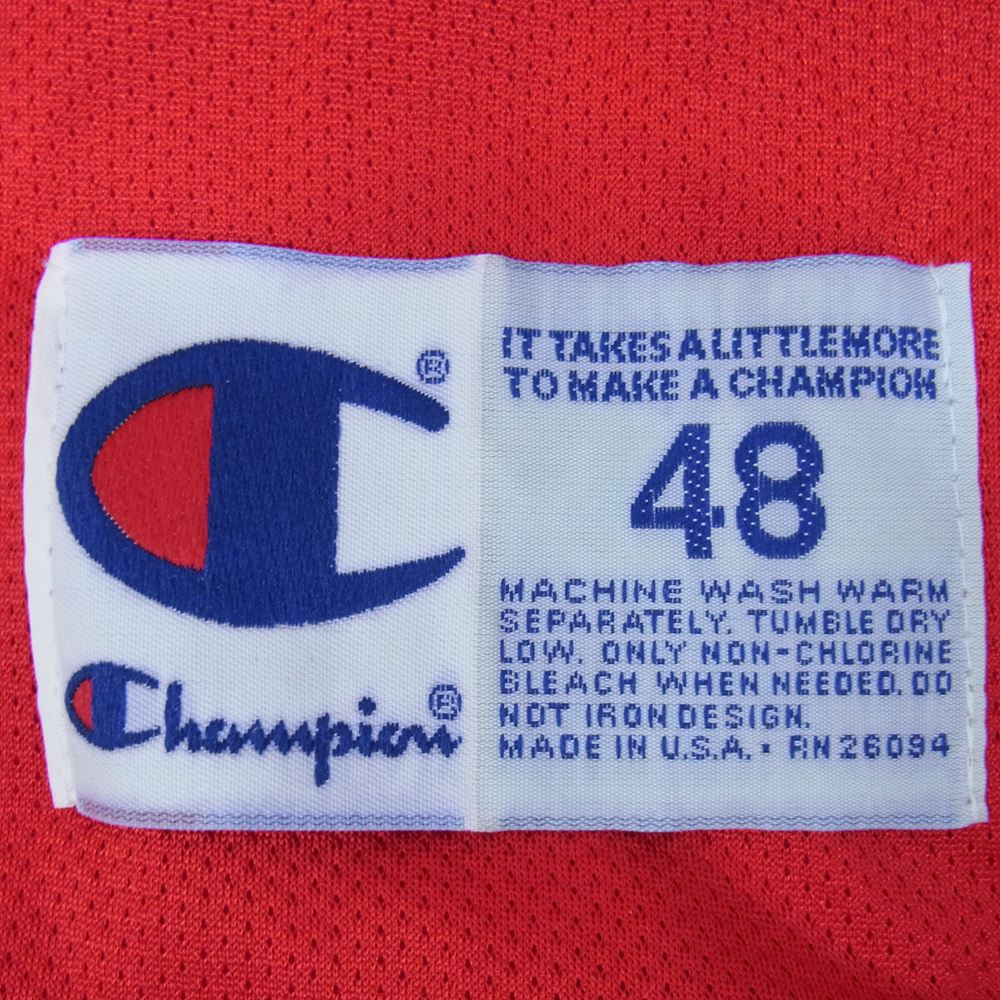 Champion®
®
IT TAKES A LITTLE MORE
TO MAKE A CHAMPION
48
MACHINE WASH WARM
SEPARATELY. TUMBLE DRY
LOW. ONLY NON-CHLORINE
BLEACH WHEN NEEDED. DO
NOT IRON DESIGN.
MADE IN U.S.A. • RN 26094